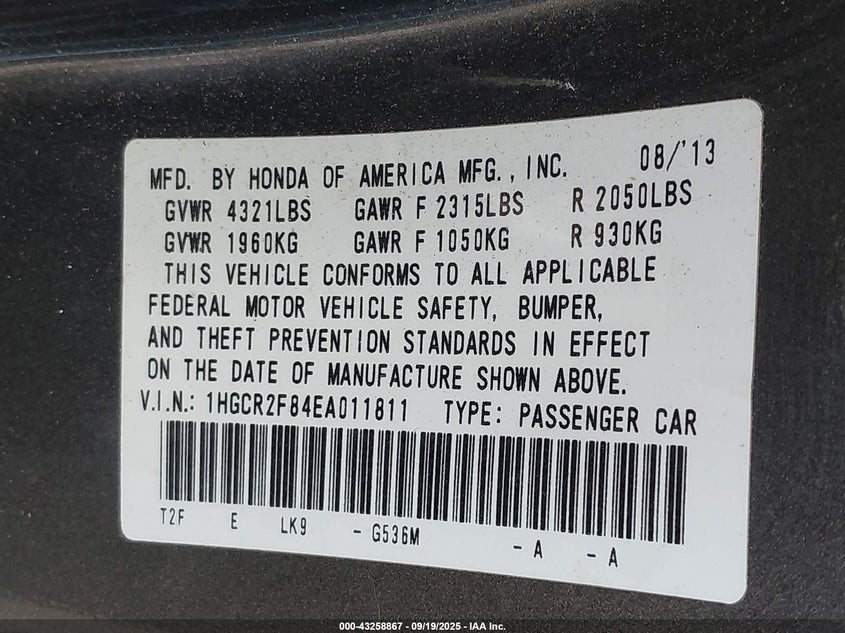 MFD. BY HONDA OF AMERICA MFG., INC. 08/'13
GVWR 4321LBS GAWR F 2315LBS R 2050LBS
GVWR 1960KG GAWR F 1050KG R 930KG
THIS VEHICLE CONFORMS TO ALL APPLICABLE
FEDERAL MOTOR VEHICLE SAFETY, BUMPER,
AND THEFT PREVENTION STANDARDS IN EFFECT
ON THE DATE OF MANUFACTURE SHOWN ABOVE.
V.I.N.: 1HGCR2F84EA011811 TYPE: PASSENGER CAR
T2F E LK9 - G536M - A - A
000-43258867 - 09/19/2025 - IAA Inc.